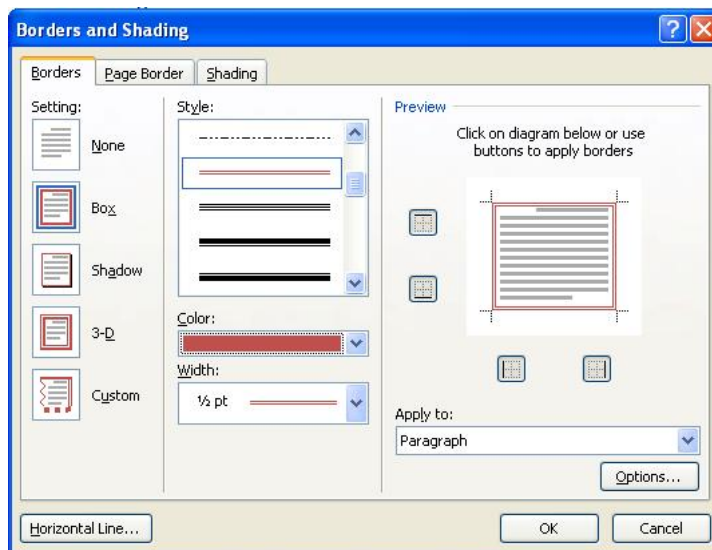 Borders and Shading
Borders
Page Border
Shading
Setting:
None
Box
Shadow
3-D
Custom
Style:
Color:
Width:
½ pt
Preview
Click on diagram below or use
buttons to apply borders
Apply to:
Paragraph
Options...
Horizontal Line...
OK
Cancel